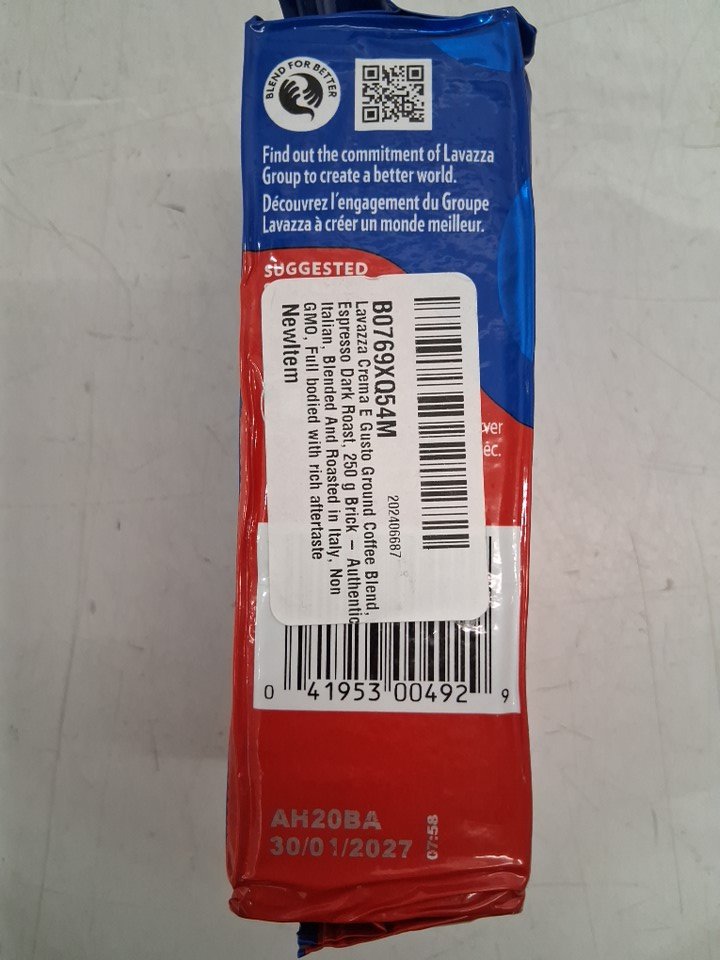 BLEND FOR BETTER
Find out the commitment of Lavazza
Group to create a better world.
Découvrez l'engagement du Groupe
Lavazza à créer un monde meilleur.
SUGGESTED
202406687
B0769XQ54M
Lavazza Crema E Gusto Ground Coffee Blend,
Espresso Dark Roast, 250 g Brick – Authentic
Italian, Blended And Roasted in Italy, Non
GMO, Full bodied with rich aftertaste
NewItem
0 41953 00492 9
AH20BA
30/01/2027
07:58